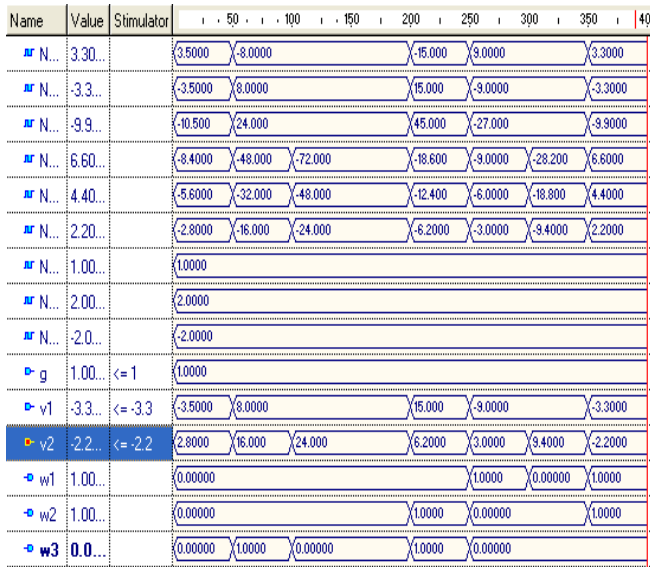 Name Value Stimulator 50 100 150 200 250 300 350 40
N... 3.30... 3.5000 -8.0000 -15.000 9.0000 3.3000
N... -3.3... -3.5000 8.0000 15.000 -9.0000 -3.3000
N... -9.9... -10.500 24.000 45.000 -27.000 -9.9000
N... 6.60... -8.4000 -48.000 -72.000 -18.600 -9.0000 -28.200 6.6000
N... 4.40... -5.6000 -32.000 -48.000 -12.400 -6.0000 -18.800 4.4000
N... 2.20... -2.8000 -16.000 -24.000 -6.2000 -3.0000 -9.4000 2.2000
N... 1.00... 1.0000
N... 2.00... 2.0000
N... -2.0... -2.0000
g 1.00... <= 1 1.0000
v1 -3.3... <= -3.3 -3.5000 8.0000 15.000 -9.0000 -3.3000
v2 -2.2... <= -2.2 2.8000 16.000 24.000 6.2000 3.0000 9.4000 -2.2000
w1 1.00... 0.00000 1.0000 0.00000 1.0000
w2 1.00... 0.00000 1.0000 0.00000 1.0000
w3 0.0... 0.00000 1.0000 0.00000 1.0000 0.00000